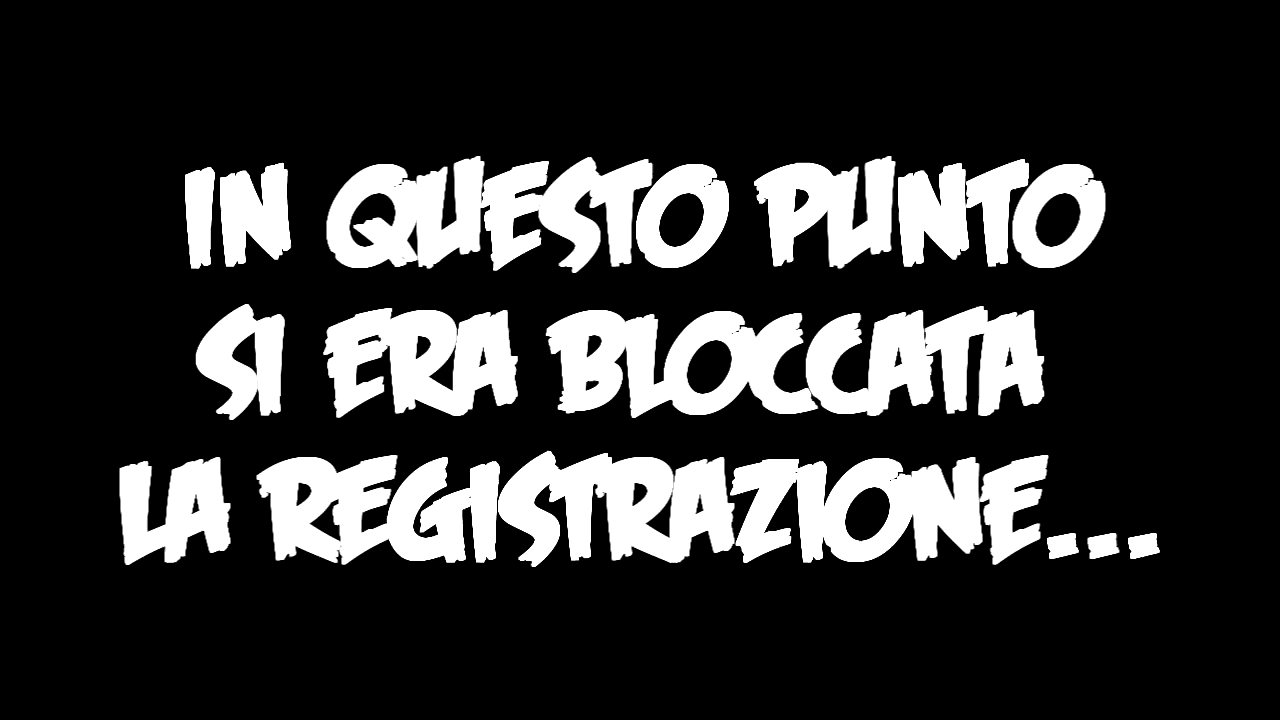 IN QUESTO PUNTO
SI ERA BLOCCATA
LA REGISTRAZIONE...